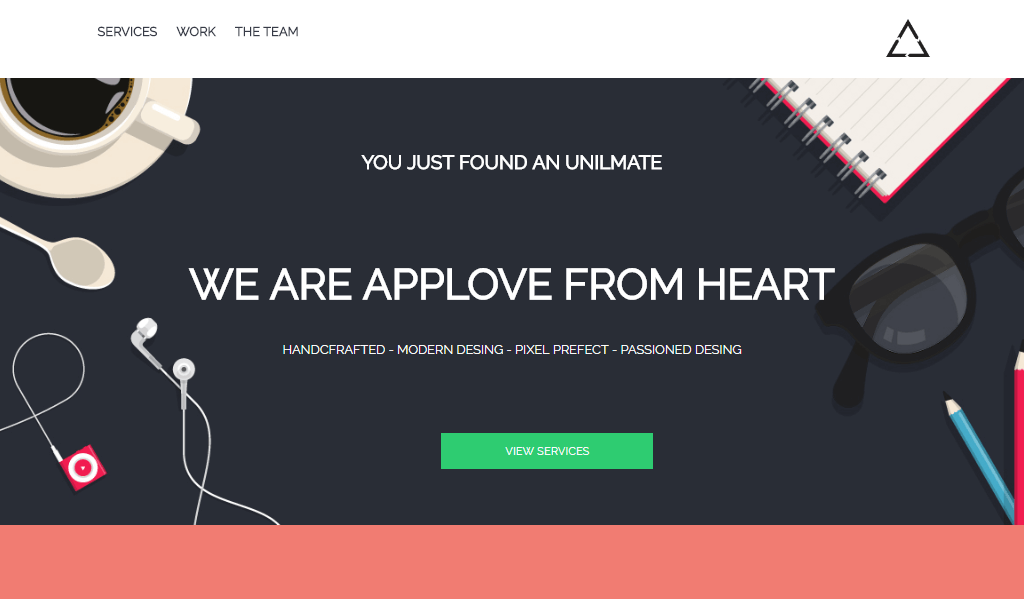 SERVICES WORK THE TEAM
YOU JUST FOUND AN UNILMATE
WE ARE APPLOVE FROM HEART
HANDCFRAFTED - MODERN DESING - PIXEL PREFECT - PASSIONED DESING
VIEW SERVICES